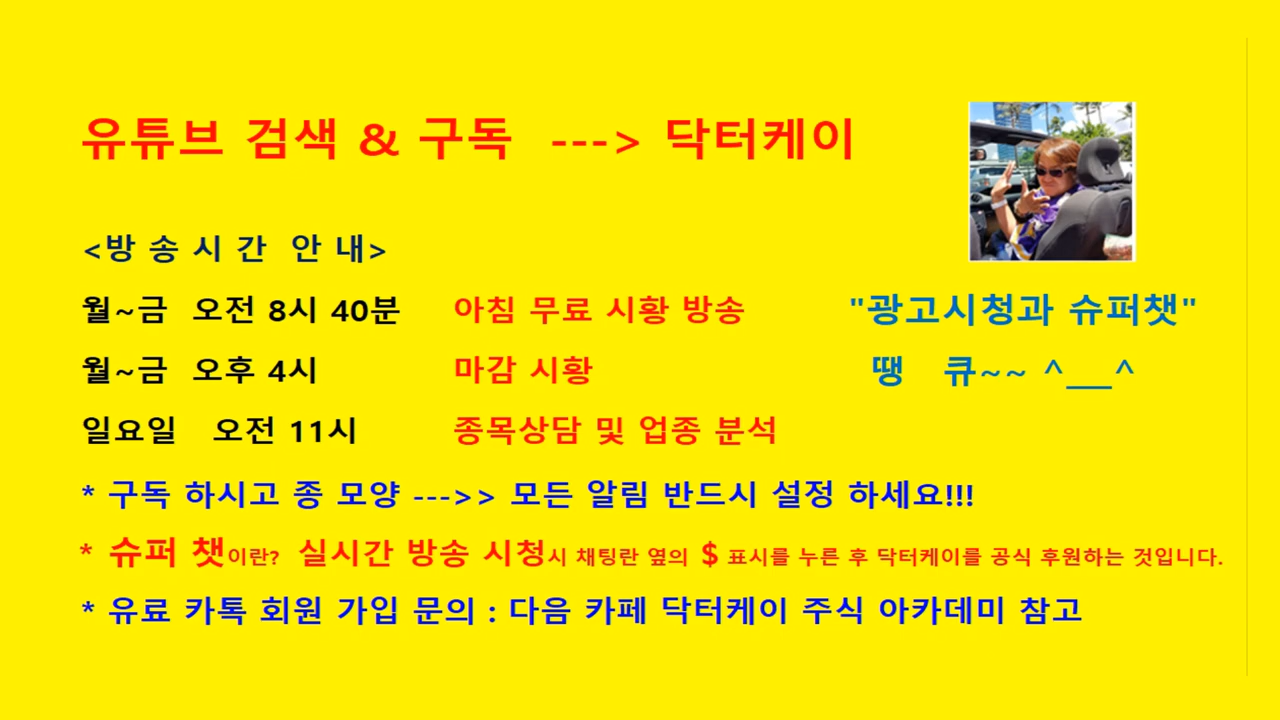 유튜브 검색 & 구독 ---> 닥터케이
<방 송 시 간 안 내>
월~금 오전 8시 40분 아침 무료 시황 방송 "광고시청과 슈퍼챗"
월~금 오후 4시 마감 시황 땡 큐~~ ^__^
일요일 오전 11시 종목상담 및 업종 분석
* 구독 하시고 종 모양 --->> 모든 알림 반드시 설정 하세요!!!
* 슈퍼 챗이란? 실시간 방송 시청시 채팅란 옆의 $ 표시를 누른 후 닥터케이를 공식 후원하는 것입니다.
* 유료 카톡 회원 가입 문의 : 다음 카페 닥터케이 주식 아카데미 참고